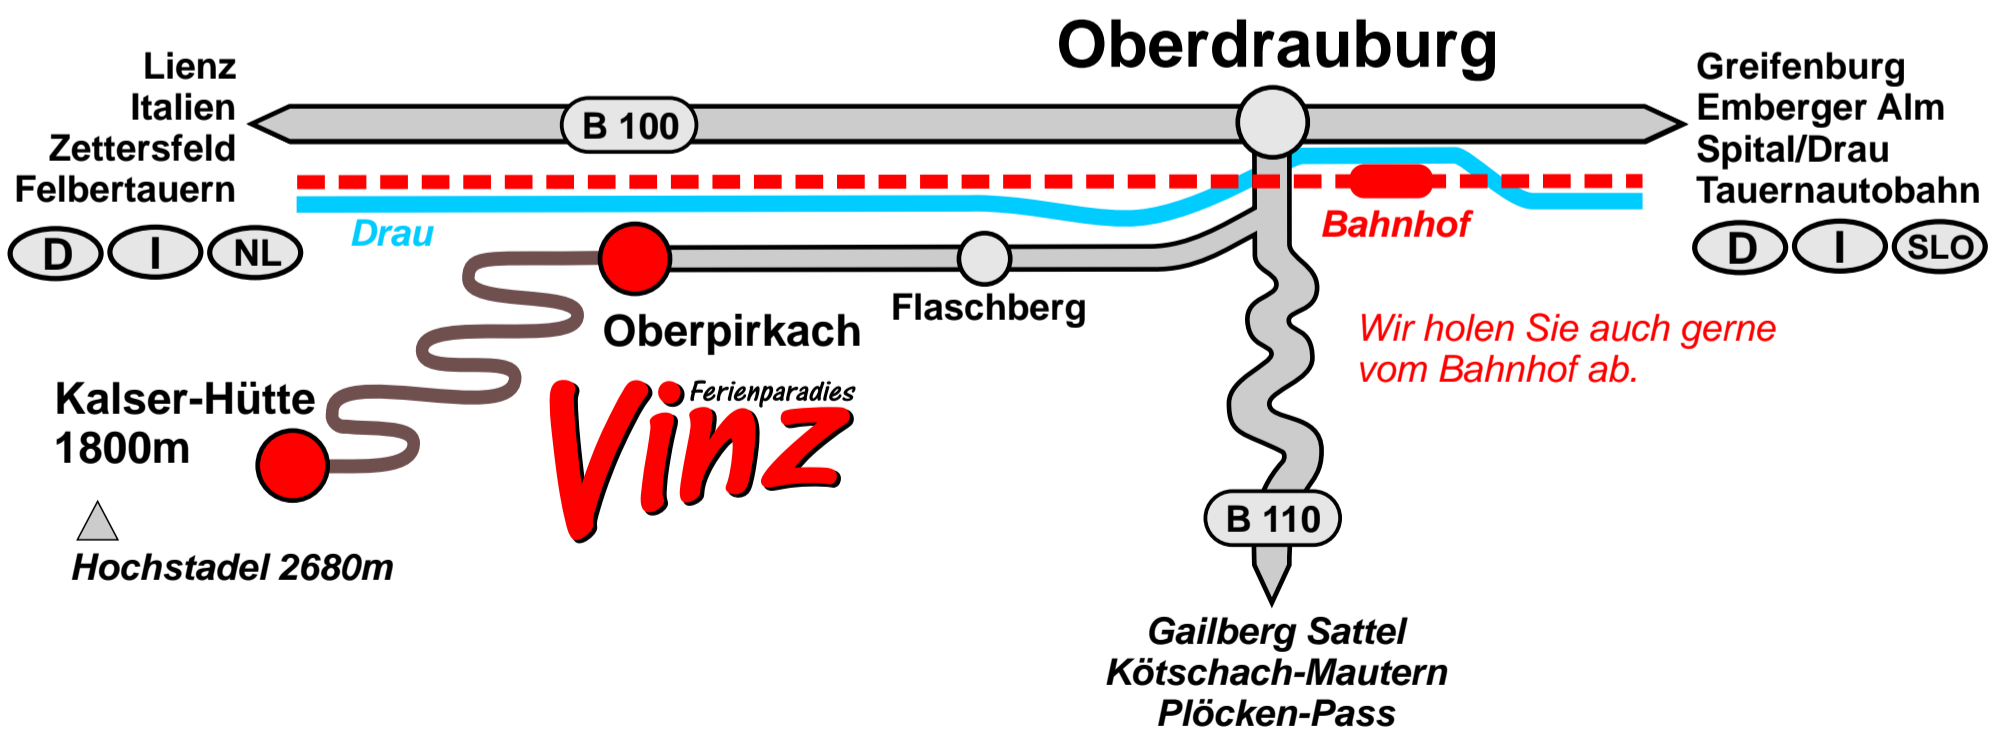 Oberdrauburg
Lienz
Italien
Zettersfeld
Felbertauern
D I NL
B 100
Greifenburg
Emberger Alm
Spital/Drau
Tauernautobahn
D I SLO
Drau
Bahnhof
Flaschberg
Oberpirkach
Wir holen Sie auch gerne
vom Bahnhof ab.
Ferienparadies
Vinz
Kalser-Hütte
1800m
Hochstadel 2680m
B 110
Gailberg Sattel
Kötschach-Mautern
Plöcken-Pass